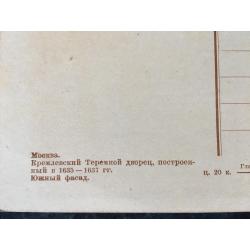 Москва.
Кремлевский Теремной дворец, построен-
ный в 1635—1637 гг.
Южный фасад.
ц. 20 к.